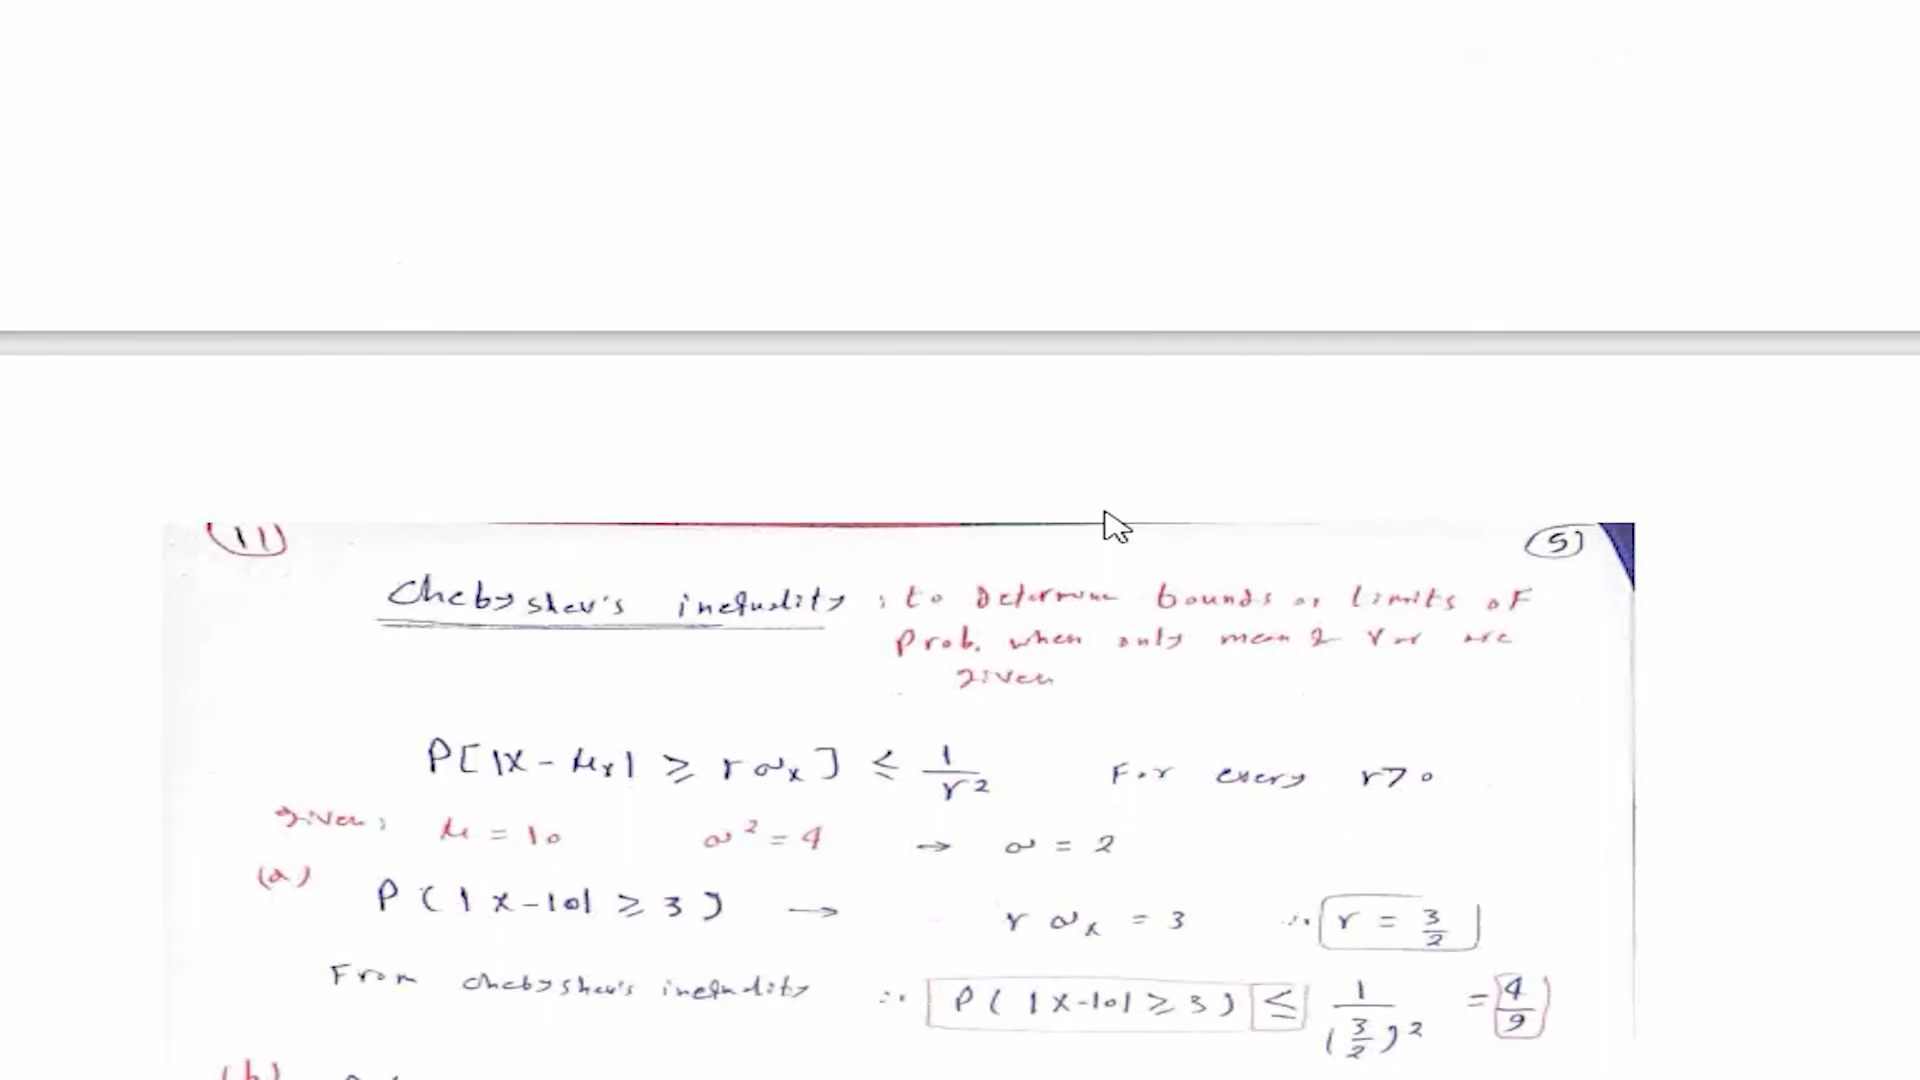 11 5
Chebyshev's inequality : to Determine bounds or limits of
Prob. when only mean & Var are
given
P[|X - μx| ≥ r σx] ≤ 1/r² For every r>0
given: μ = 10 σ² = 4 → σ = 2
(a) P(|X-10| ≥ 3) → r σx = 3 ∴ r = 3/2
From chebyshev's inequality ∴ P(|X-10| ≥ 3) ≤ 1/(3/2)² = 4/9
(b)